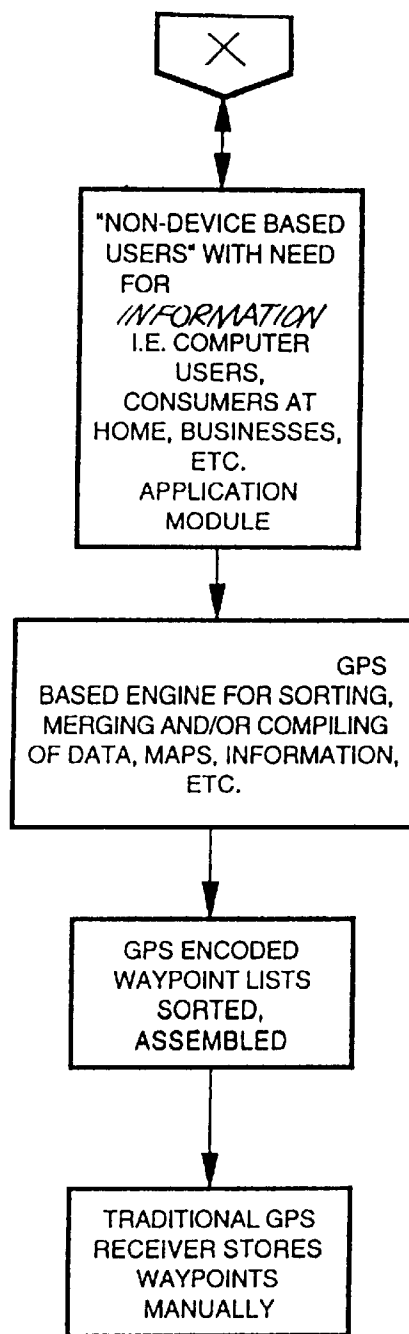 X
"NON-DEVICE BASED
USERS" WITH NEED
FOR
INFORMATION
I.E. COMPUTER
USERS,
CONSUMERS AT
HOME, BUSINESSES,
ETC.
APPLICATION
MODULE
GPS
BASED ENGINE FOR SORTING,
MERGING AND/OR COMPILING
OF DATA, MAPS, INFORMATION,
ETC.
GPS ENCODED
WAYPOINT LISTS
SORTED,
ASSEMBLED
TRADITIONAL GPS
RECEIVER STORES
WAYPOINTS
MANUALLY